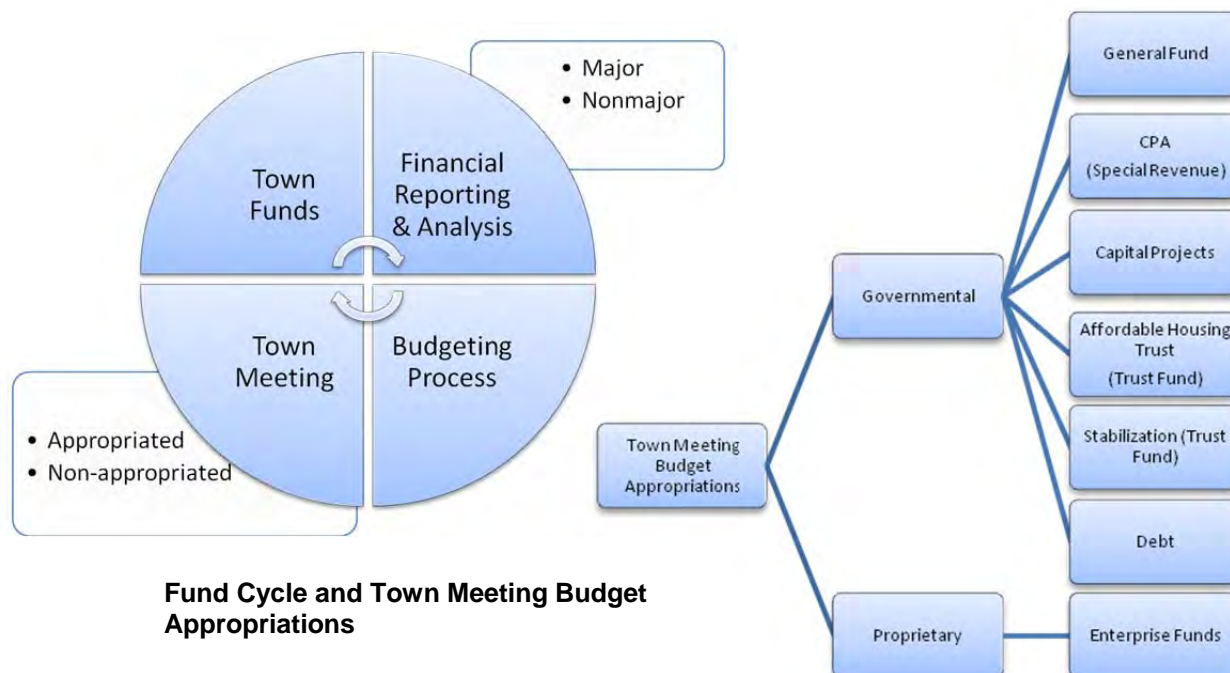 • Major
• Nonmajor
Town
Funds
Financial
Reporting
& Analysis
Town
Meeting
Budgeting
Process
• Appropriated
• Non-appropriated
Fund Cycle and Town Meeting Budget
Appropriations
Town Meeting
Budget
Appropriations
Governmental
Proprietary
General Fund
CPA
(Special Revenue)
Capital Projects
Affordable Housing
Trust
(Trust Fund)
Stabilization (Trust
Fund)
Debt
Enterprise Funds